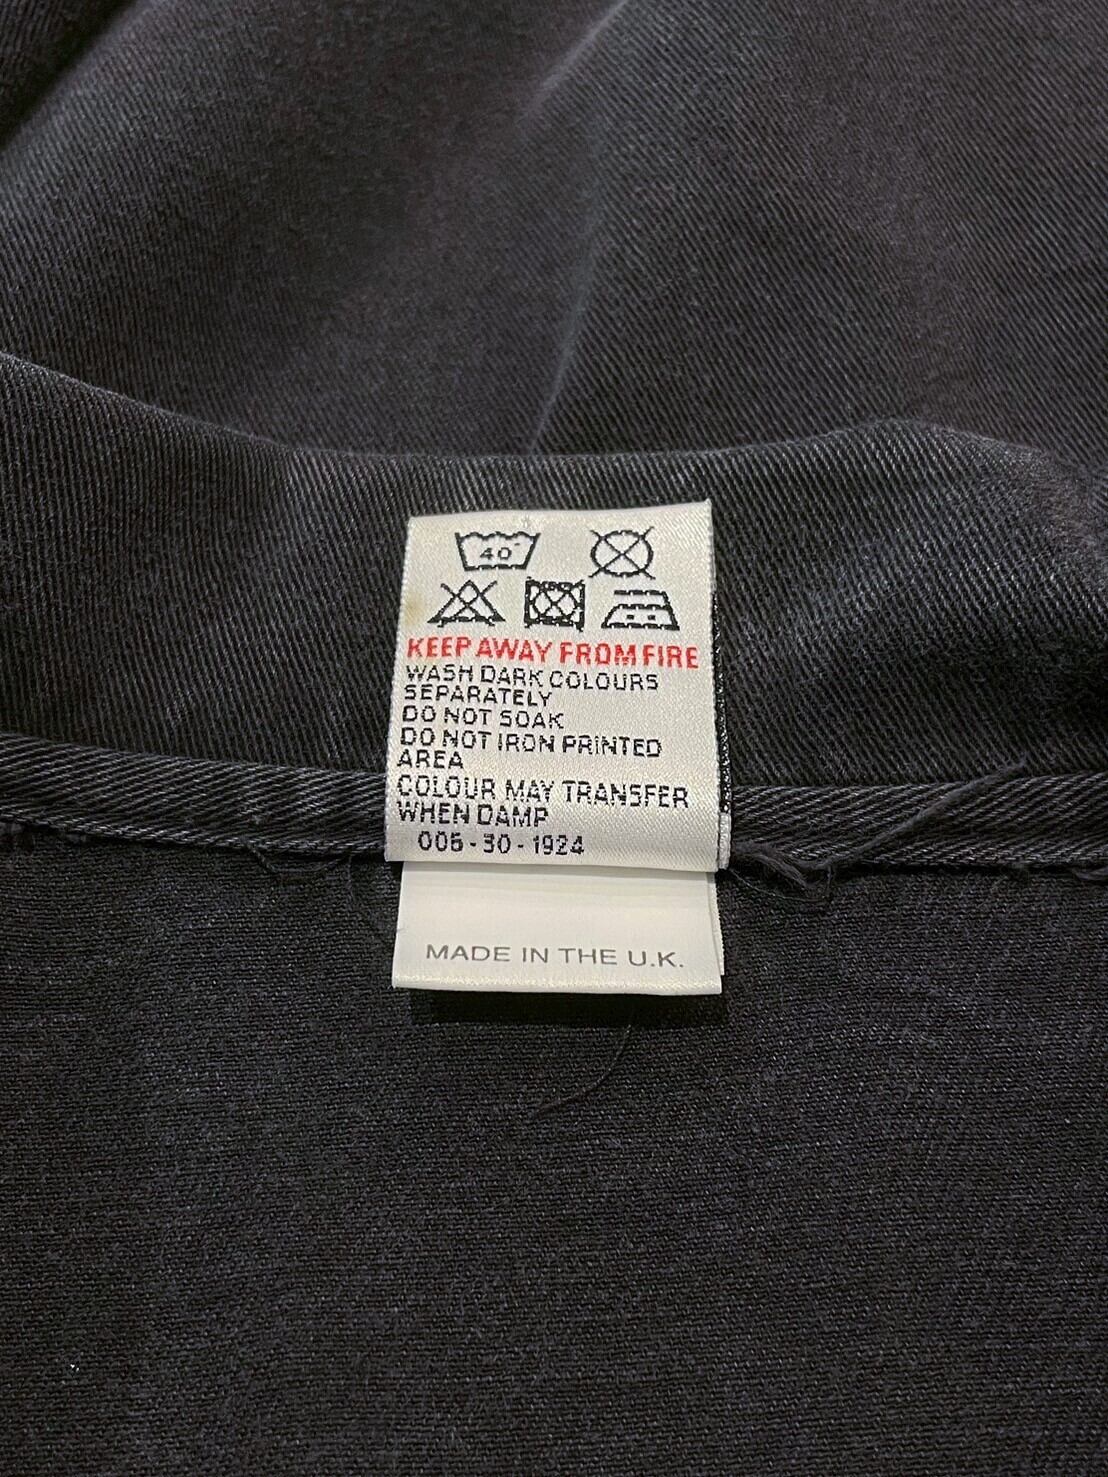 40°
KEEP AWAY FROM FIRE
WASH DARK COLOURS
SEPARATELY
DO NOT SOAK
DO NOT IRON PRINTED
AREA
COLOUR MAY TRANSFER
WHEN DAMP
006-30-1924
MADE IN THE U.K.